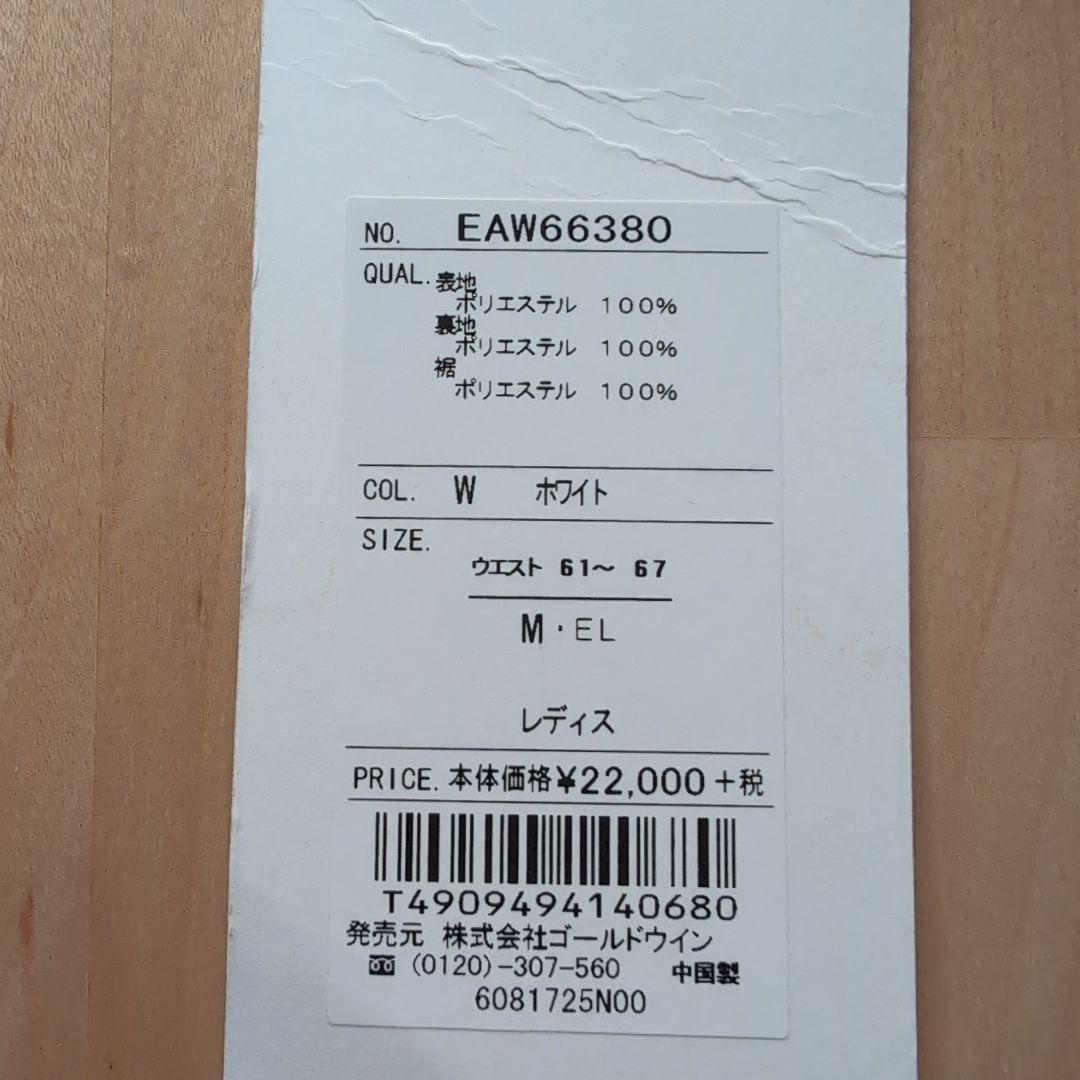 NO. EAW66380
QUAL. 表地
ポリエステル 100%
裏地
ポリエステル 100%
裾
ポリエステル 100%
COL. W ホワイト
SIZE.
ウエスト 61～ 67
M・EL
レディス
PRICE. 本体価格¥22,000+税
T4909494140680
発売元 株式会社ゴールドウイン
(0120)-307-560 中国製
6081725N00